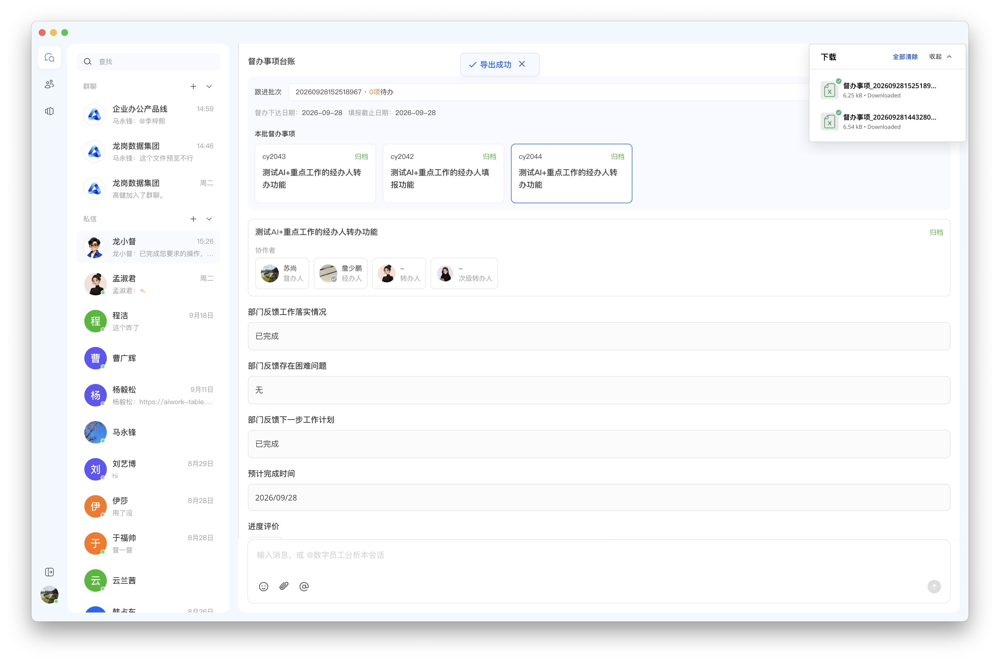 查找
群聊
企业办公产品线 14:59
马永锋：@李梓熙
龙岗数据集团 14:46
马永锋：这个文件预览不行
龙岗数据集团 周二
高健加入了群聊。
私信
龙小督 15:26
龙小督：已完成您要求的操作，...
孟淑君 周二
孟淑君：
程 程洁 9月18日
这个咋了
曹 曹广辉
杨 杨毅松 9月11日
杨毅松：https://aiwork-table....
马永锋
刘 刘艺博 8月29日
hi
伊 伊莎 8月28日
用了没
于 于福帅 8月28日
督一督
云 云兰茜
8月26日
督办事项台账
导出成功
跟进批次 20260928152518967 · 0项待办
督办下达日期：2026-09-28 填报截止日期：2026-09-28
本批督办事项
cy2043 归档
测试AI+重点工作的经办人转
办功能
cy2042 归档
测试AI+重点工作的经办人填
报功能
cy2044 归档
测试AI+重点工作的经办人转
办功能
测试AI+重点工作的经办人转办功能 归档
协作者
苏尚
督办人
詹少鹏
经办人
–
转办人
–
次级转办人
部门反馈工作落实情况
已完成
部门反馈存在困难问题
无
部门反馈下一步工作计划
已完成
预计完成时间
2026/09/28
进度评价
输入消息，或 @数字员工分析本会话
下载 全部清除 收起
督办事项_202609281525189...
6.25 kB • Downloaded
督办事项_202609281443280...
6.54 kB • Downloaded